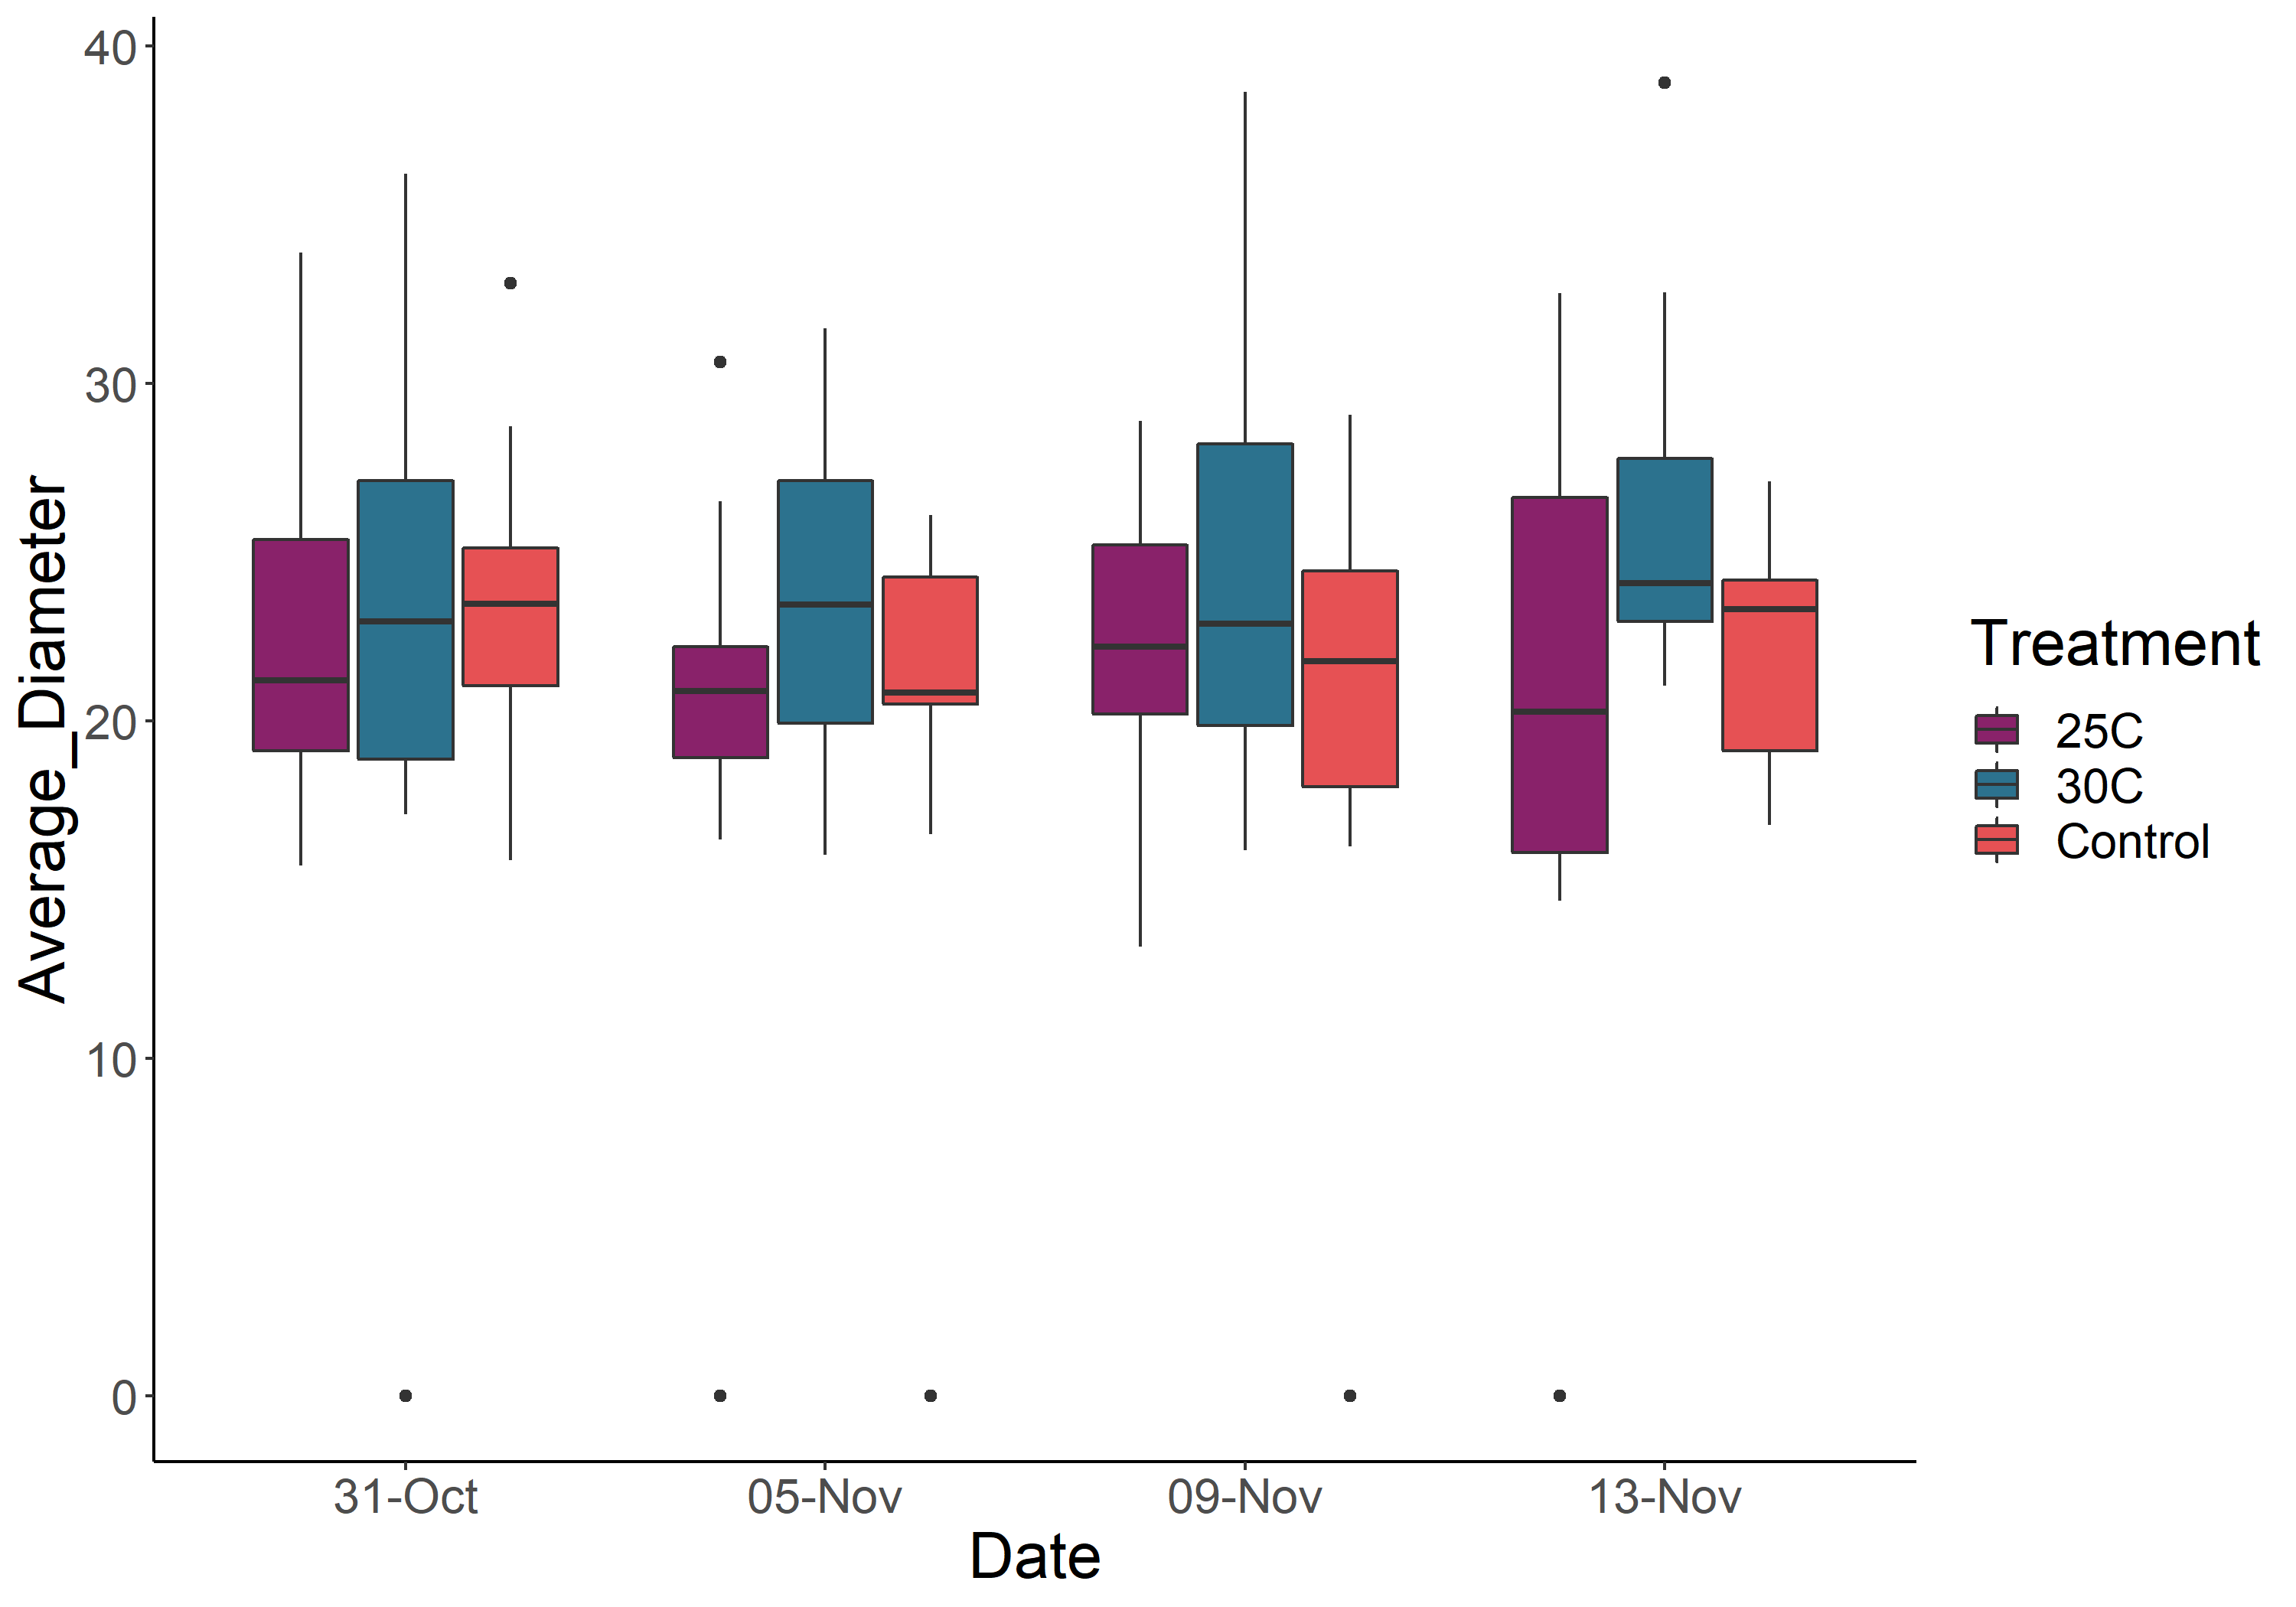 Average_Diameter
40
30
20
10
0
31-Oct
05-Nov
09-Nov
13-Nov
Date
Treatment
25C
30C
Control